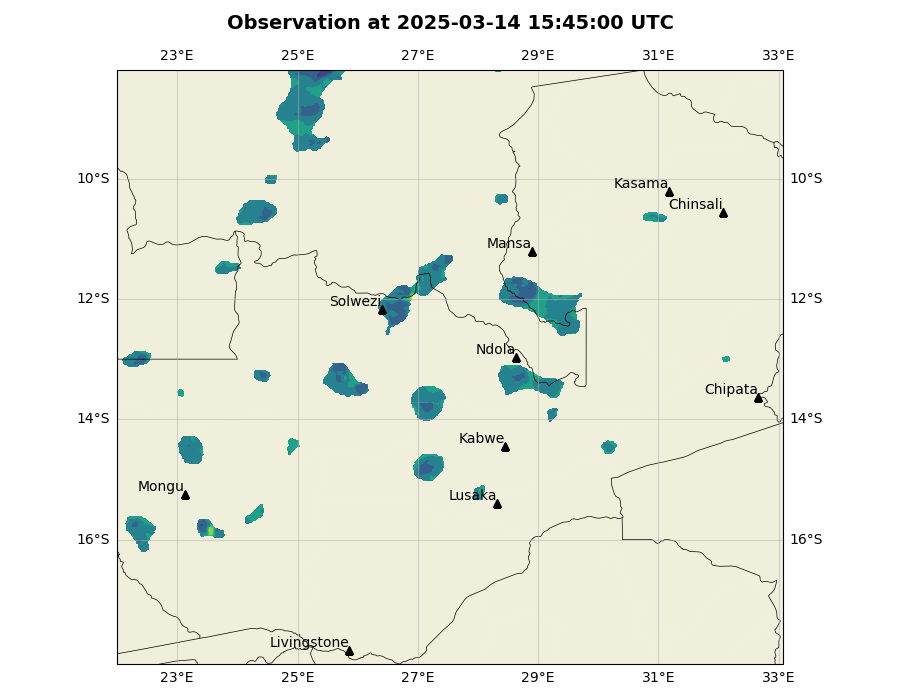 Observation at 2025-03-14 15:45:00 UTC
23°E 25°E 27°E 29°E 31°E 33°E
10°S 10°S
Kasama
Chinsali
Mansa
12°S 12°S
Solwezi
Ndola
Chipata
14°S 14°S
Kabwe
Mongu
Lusaka
16°S 16°S
Livingstone
23°E 25°E 27°E 29°E 31°E 33°E